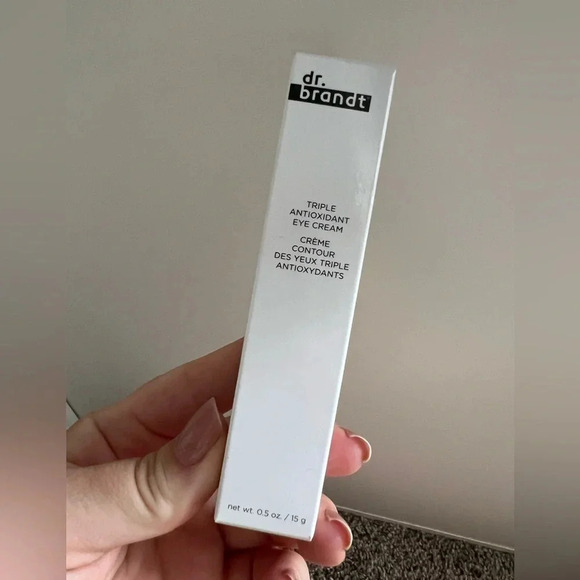 dr.
brandt
TRIPLE
ANTIOXIDANT
EYE CREAM
CRÈME
CONTOUR
DES YEUX TRIPLE
ANTIOXYDANTS
net wt. 0.5 oz. / 15 g